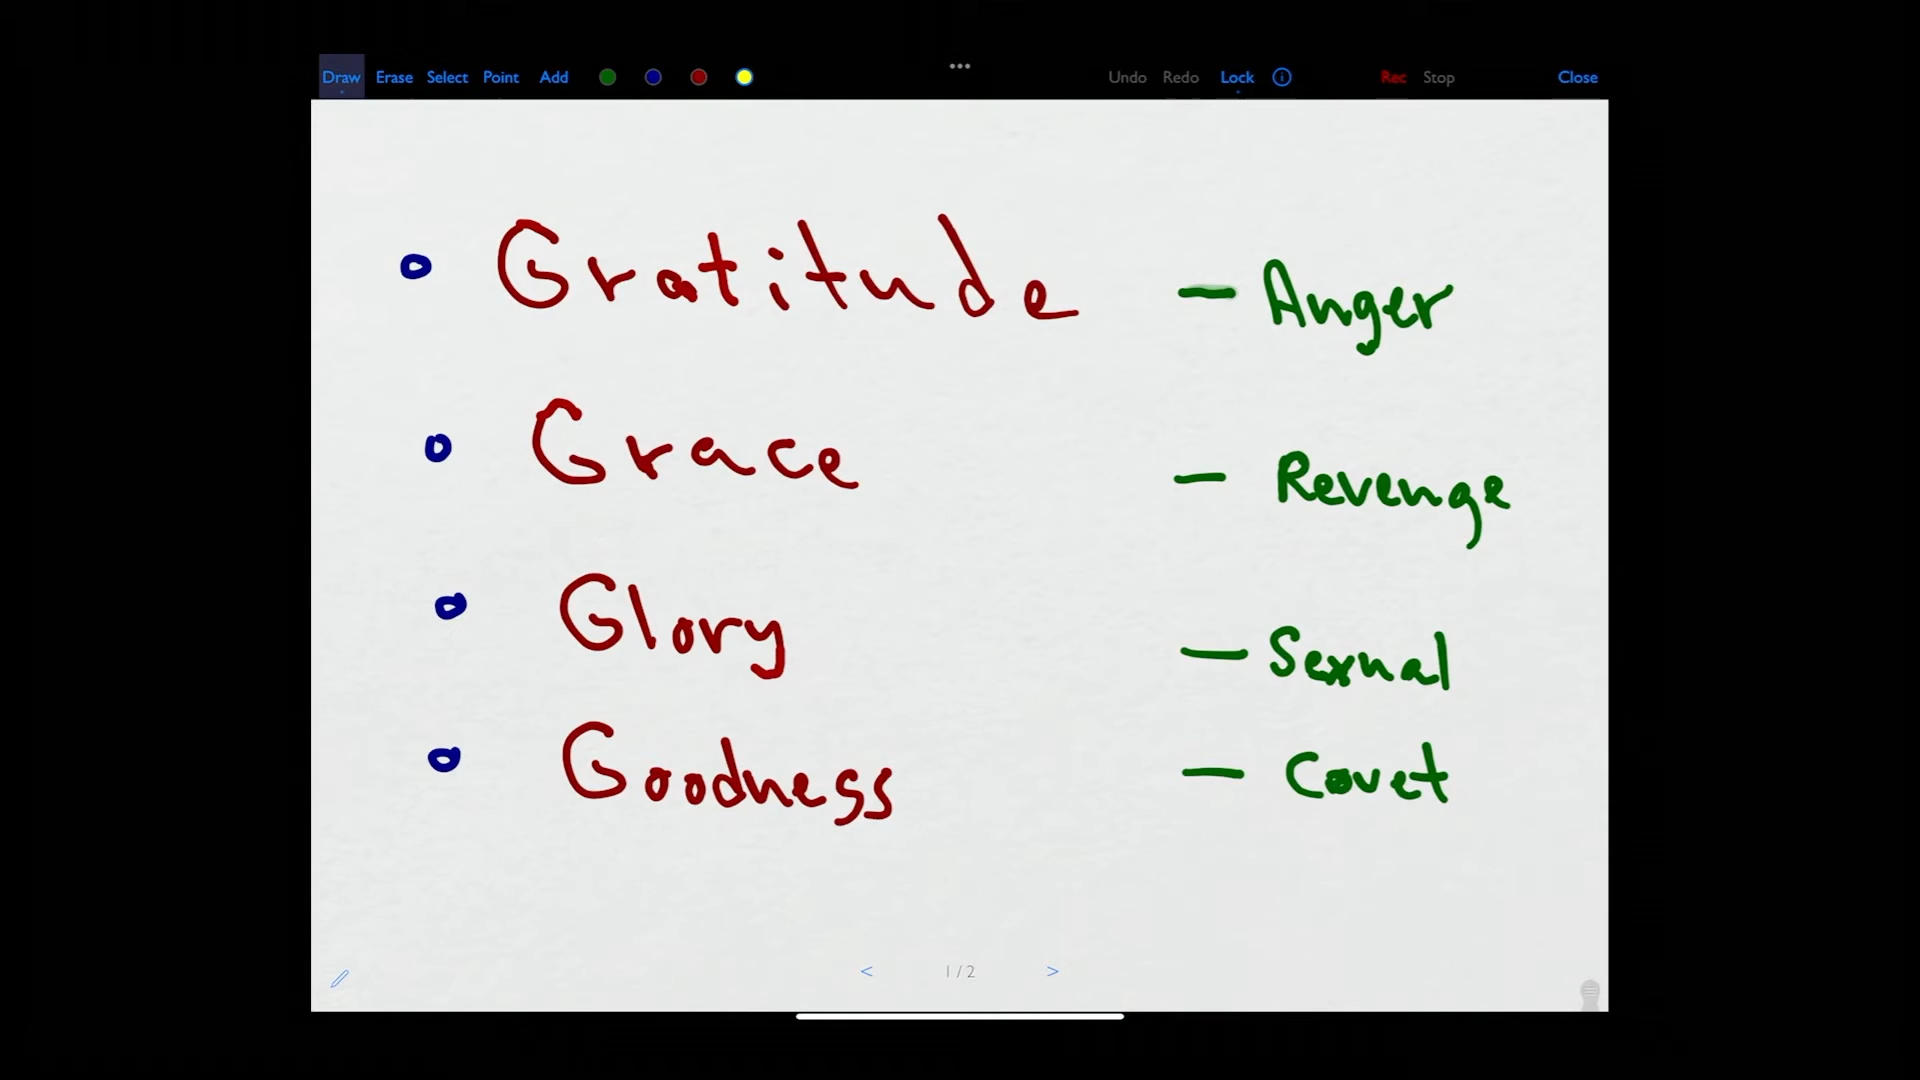 Draw Erase Select Point Add ••• Undo Redo Lock Rec Stop Close
Gratitude – Anger
Grace – Revenge
Glory – Sexual
Goodness – Covet
< 1 / 2 >